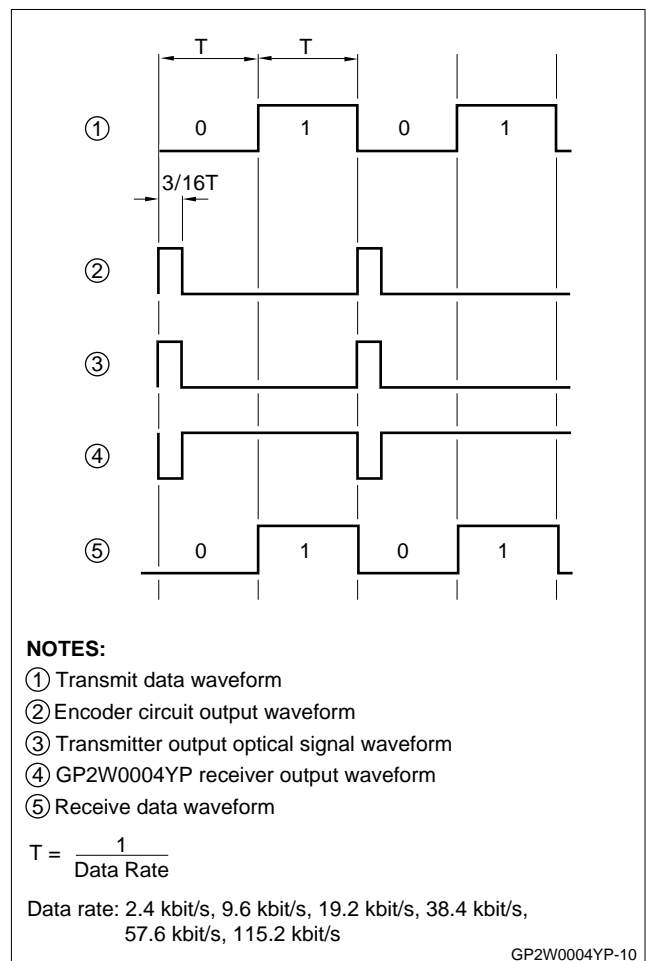 T T
① 0 1 0 1
3/16T
②
③
④
⑤ 0 1 0 1
NOTES:
① Transmit data waveform
② Encoder circuit output waveform
③ Transmitter output optical signal waveform
④ GP2W0004YP receiver output waveform
⑤ Receive data waveform
T = 1
Data Rate
Data rate: 2.4 kbit/s, 9.6 kbit/s, 19.2 kbit/s, 38.4 kbit/s,
57.6 kbit/s, 115.2 kbit/s
GP2W0004YP-10